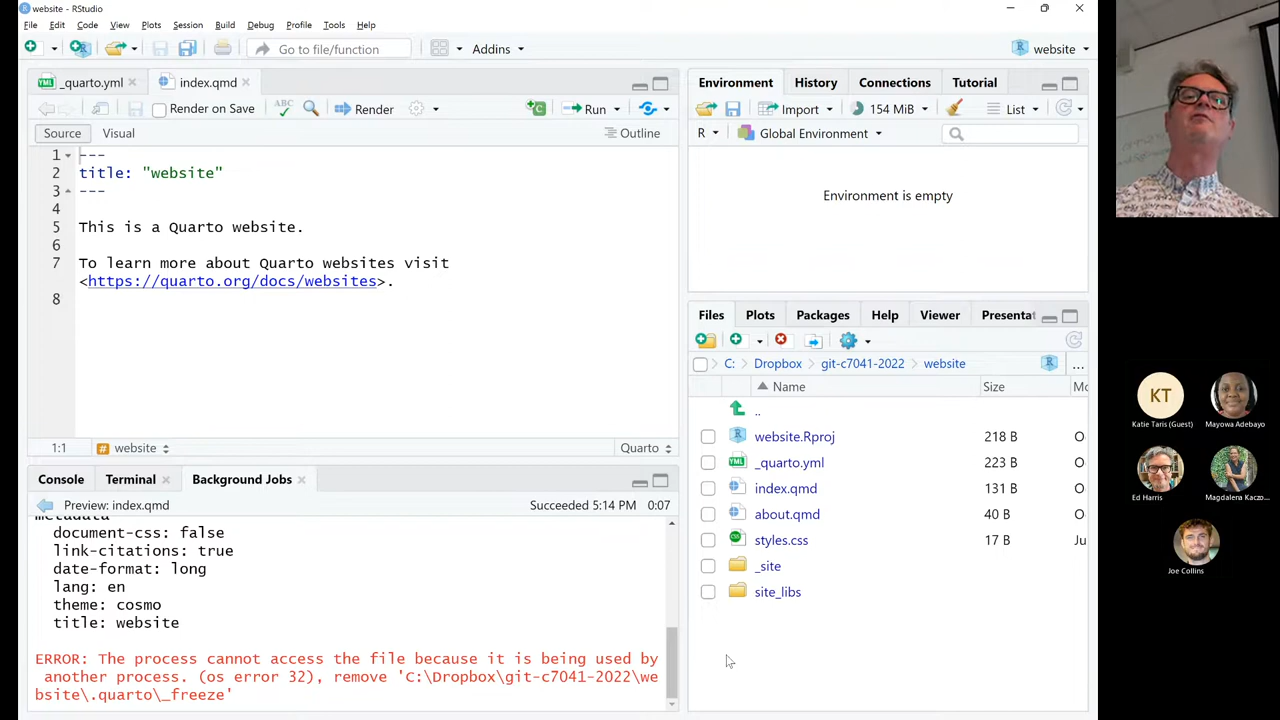 website - RStudio
File Edit Code View Plots Session Build Debug Profile Tools Help
Go to file/function Addins website
_quarto.yml index.qmd
Render on Save ABC Render Run
Source Visual Outline
1 ---
2 title: "website"
3 ---
4
5 This is a Quarto website.
6
7 To learn more about Quarto websites visit
<https://quarto.org/docs/websites>.
8
1:1 website Quarto
Console Terminal Background Jobs
Preview: index.qmd Succeeded 5:14 PM 0:07
metadata
document-css: false
link-citations: true
date-format: long
lang: en
theme: cosmo
title: website
ERROR: The process cannot access the file because it is being used by
another process. (os error 32), remove 'C:\Dropbox\git-c7041-2022\we
bsite\.quarto\_freeze'
Environment History Connections Tutorial
Import 154 MiB List
R Global Environment
Environment is empty
Files Plots Packages Help Viewer Presentat
C: Dropbox git-c7041-2022 website ...
Name Size Mo
..
website.Rproj 218 B O
YML _quarto.yml 223 B O
index.qmd 131 B O
about.qmd 40 B O
CSS styles.css 17 B Ju
_site
site_libs
KT
Katie Taris (Guest) Mayowa Adebayo
Ed Harris Magdalena Kaczo...
Joe Collins